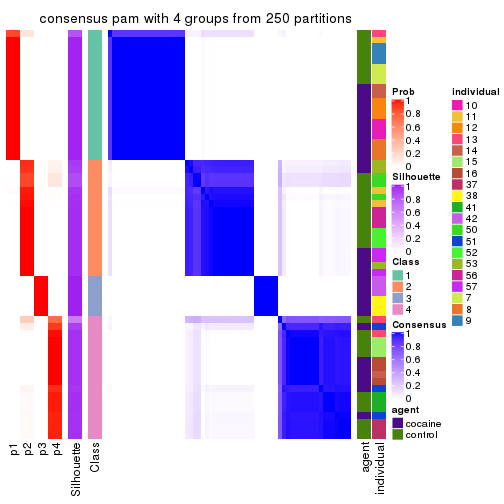 consensus pam with 4 groups from 250 partitions
p1
p2
p3
p4
Silhouette
Class
agent
individual
Prob
1
0.8
0.6
0.4
0.2
0
Silhouette
1
0.8
0.6
0.4
0.2
0
Class
1
2
3
4
Consensus
1
0.8
0.6
0.4
0.2
0
agent
cocaine
control
individual
10
11
12
13
14
15
16
37
38
41
42
50
51
52
53
56
57
7
8
9